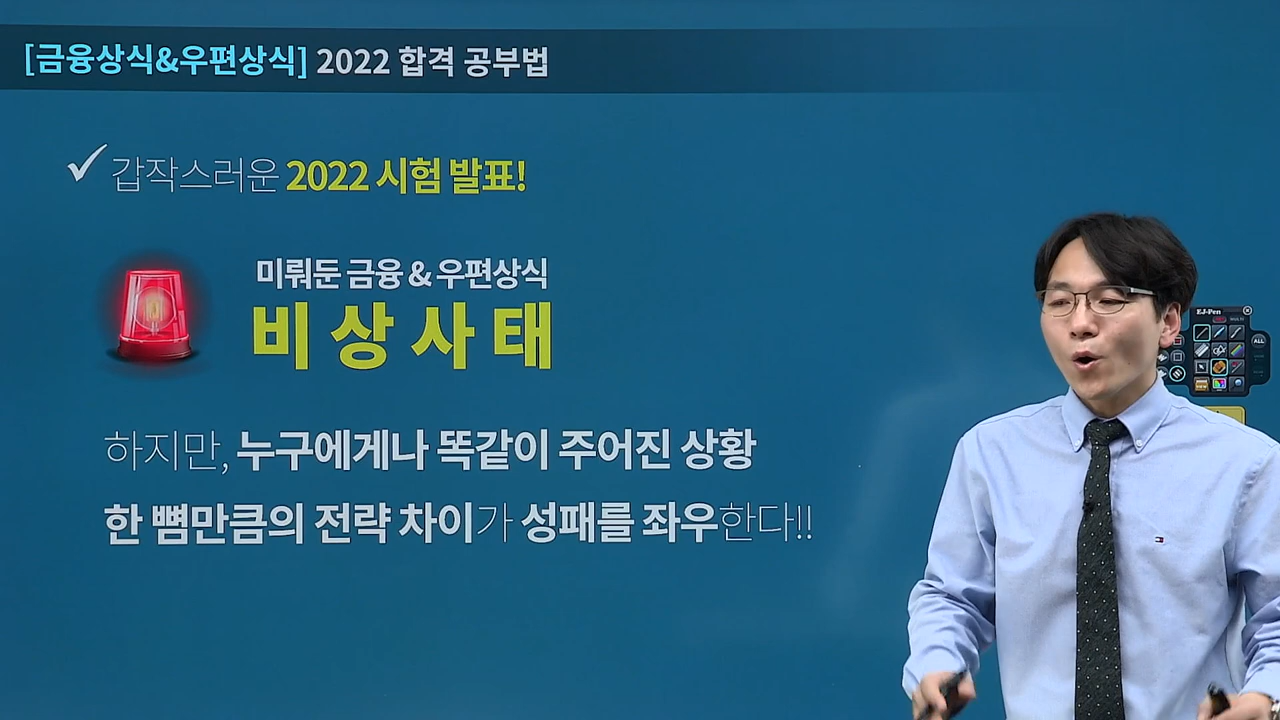 [금융상식&우편상식] 2022 합격 공부법
갑작스러운 2022 시험 발표!
미뤄둔 금융 & 우편상식
비상사태
하지만, 누구에게나 똑같이 주어진 상황
한 뼘만큼의 전략 차이가 성패를 좌우한다!!
EJ-Pen
ALL